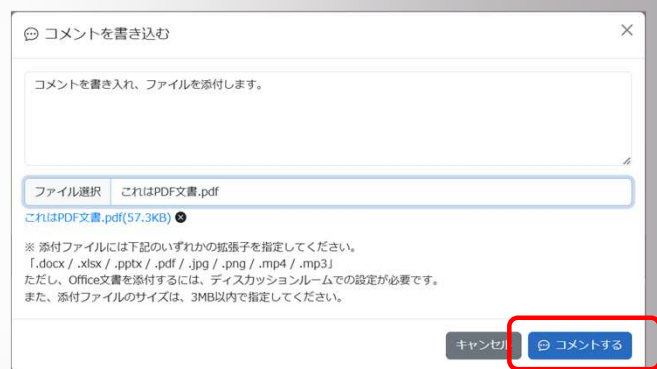 コメントを書き込む
コメントを書き入れ、ファイルを添付します。
ファイル選択 これはPDF文書.pdf
これはPDF文書.pdf(57.3KB)
※ 添付ファイルには下記のいずれかの拡張子を指定してください。
「.docx / .xlsx / .pptx / .pdf / .jpg / .png / .mp4 / .mp3」
ただし、Office文書を添付するには、ディスカッションルームでの設定が必要です。
また、添付ファイルのサイズは、3MB以内で指定してください。
キャンセル コメントする